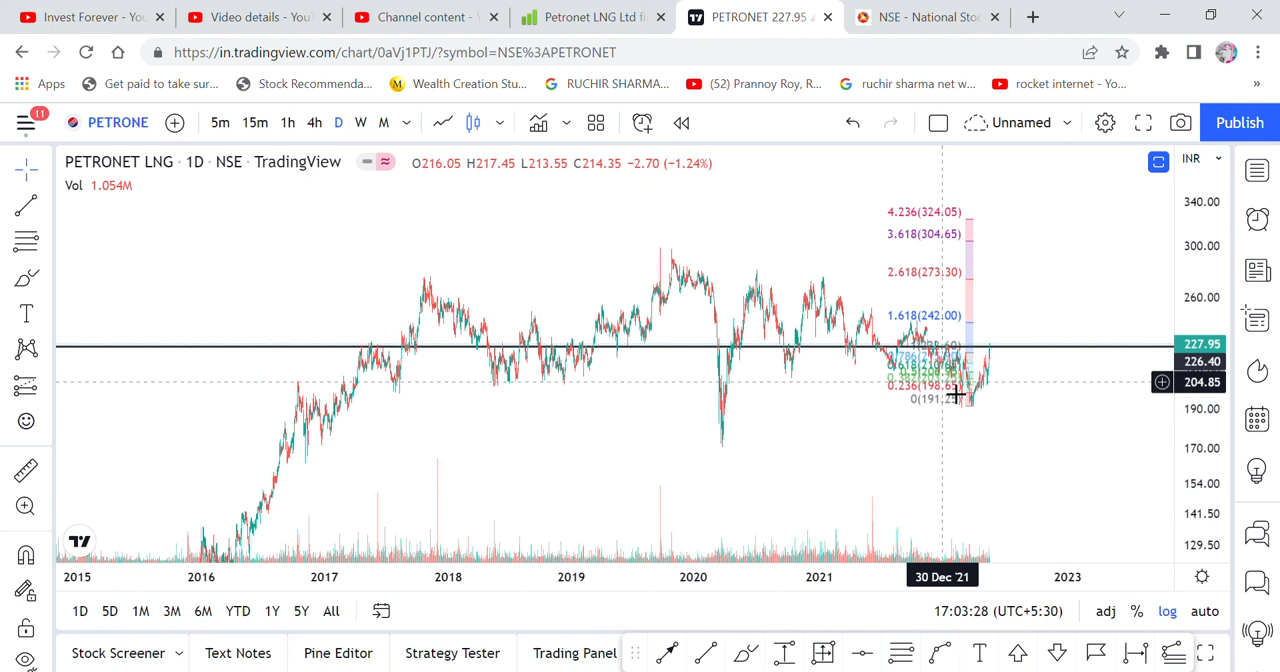 Invest Forever - You
Video details - YouT
Channel content - Y
Petronet LNG Ltd fi
PETRONET 227.95
NSE - National Stoc
https://in.tradingview.com/chart/0aVj1PTJ/?symbol=NSE%3APETRONET
Apps
Get paid to take sur...
Stock Recommenda...
Wealth Creation Stu...
RUCHIR SHARMA...
(52) Prannoy Roy, R...
ruchir sharma net w...
rocket internet - Yo...
»
11
PETRONE
5m 15m 1h 4h D W M
Unnamed
Publish
PETRONET LNG · 1D · NSE · TradingView
O216.05 H217.45 L213.55 C214.35 −2.70 (−1.24%)
INR
Vol 1.054M
340.00
4.236(324.05)
3.618(304.65)
300.00
2.618(273.30)
260.00
1.618(242.00)
227.95
226.40
204.85
0.236(198.65)
0(191.25)
190.00
170.00
154.00
141.50
129.50
2015 2016 2017 2018 2019 2020 2021 30 Dec '21 2023
1D 5D 1M 3M 6M YTD 1Y 5Y All
17:03:28 (UTC+5:30)
adj % log auto
Stock Screener
Text Notes
Pine Editor
Strategy Tester
Trading Panel